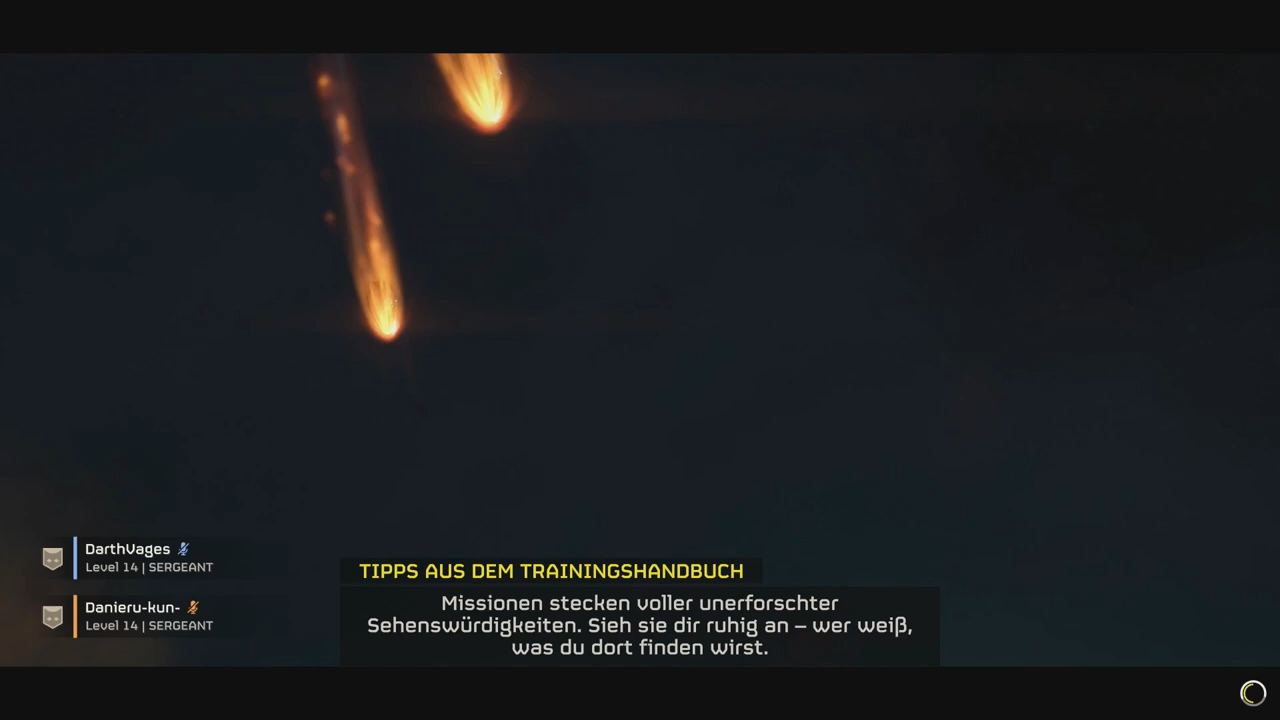 DarthVages
Level 14 | SERGEANT
Danieru-kun-
Level 14 | SERGEANT
TIPPS AUS DEM TRAININGSHANDBUCH
Missionen stecken voller unerforschter
Sehenswürdigkeiten. Sieh sie dir ruhig an – wer weiß,
was du dort finden wirst.